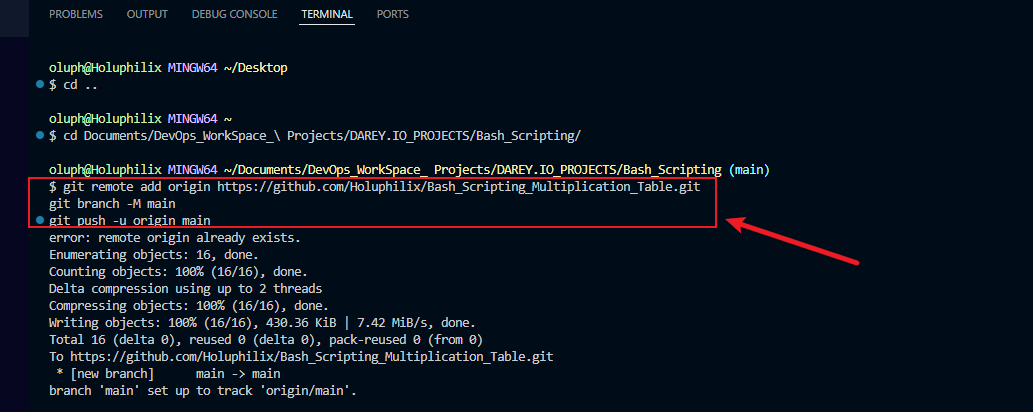 PROBLEMS OUTPUT DEBUG CONSOLE TERMINAL PORTS
oluph@Holuphilix MINGW64 ~/Desktop
$ cd ..
oluph@Holuphilix MINGW64 ~
$ cd Documents/DevOps_WorkSpace_\ Projects/DAREY.IO_PROJECTS/Bash_Scripting/
oluph@Holuphilix MINGW64 ~/Documents/DevOps_WorkSpace_ Projects/DAREY.IO_PROJECTS/Bash_Scripting (main)
$ git remote add origin https://github.com/Holuphilix/Bash_Scripting_Multiplication_Table.git
git branch -M main
git push -u origin main
error: remote origin already exists.
Enumerating objects: 16, done.
Counting objects: 100% (16/16), done.
Delta compression using up to 2 threads
Compressing objects: 100% (16/16), done.
Writing objects: 100% (16/16), 430.36 KiB | 7.42 MiB/s, done.
Total 16 (delta 0), reused 0 (delta 0), pack-reused 0 (from 0)
To https://github.com/Holuphilix/Bash_Scripting_Multiplication_Table.git
 * [new branch]      main -> main
branch 'main' set up to track 'origin/main'.